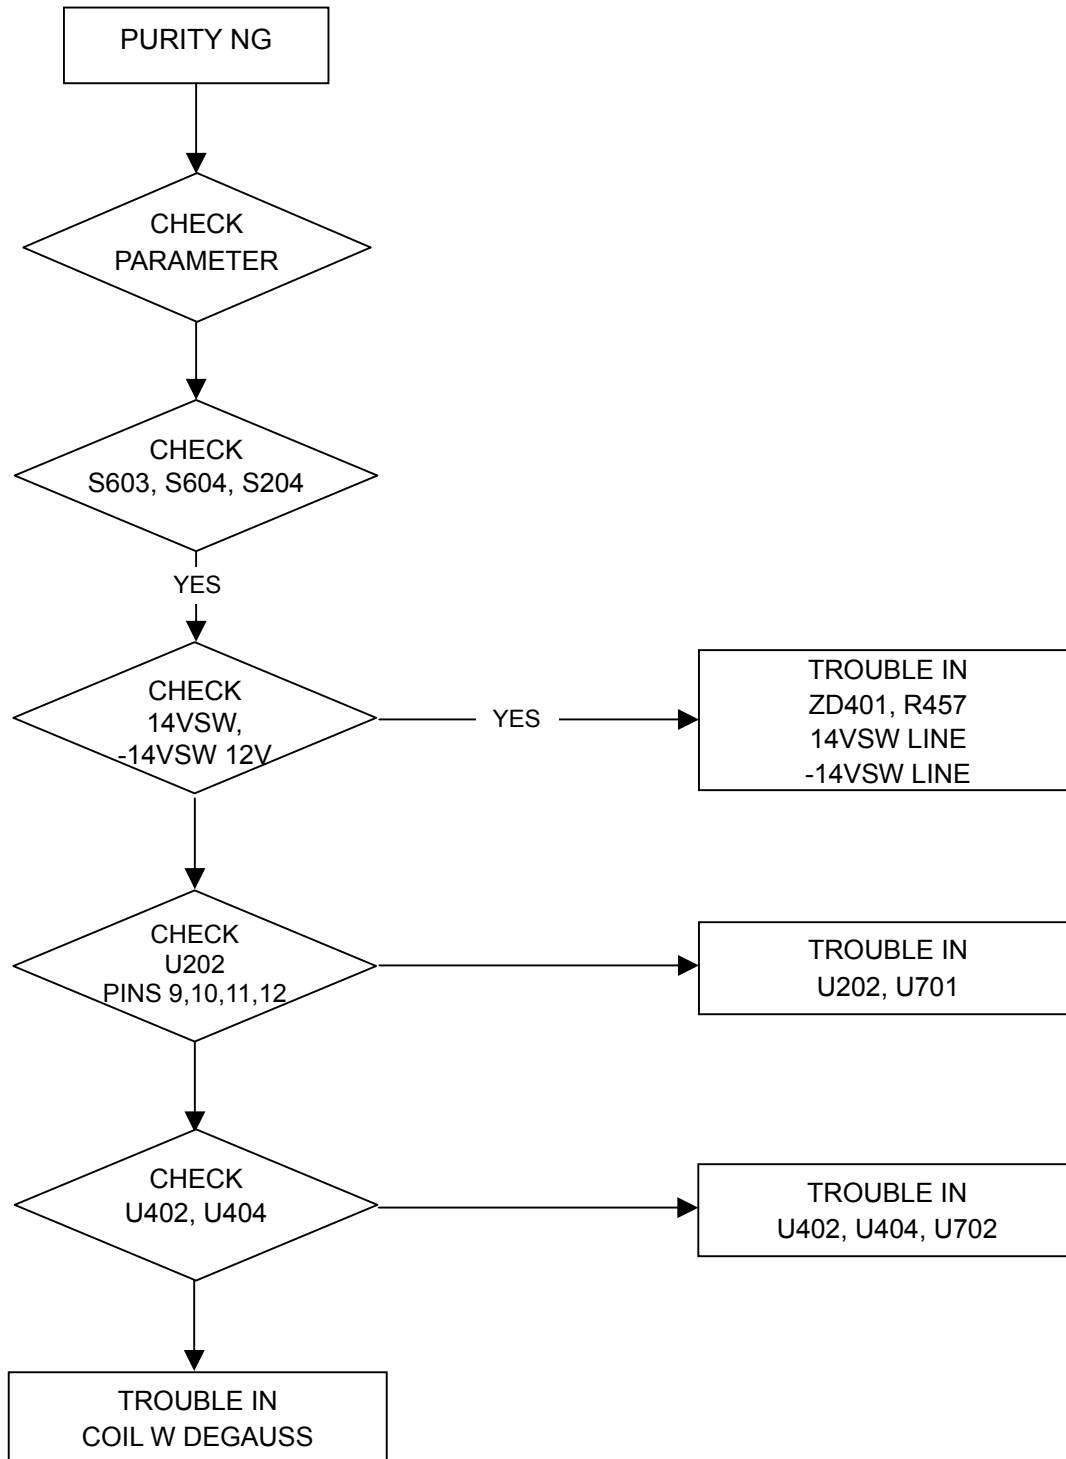 PURITY NG
CHECK
PARAMETER
CHECK
S603, S604, S204
YES
CHECK
14VSW,
-14VSW 12V
YES
TROUBLE IN
ZD401, R457
14VSW LINE
-14VSW LINE
CHECK
U202
PINS 9,10,11,12
TROUBLE IN
U202, U701
CHECK
U402, U404
TROUBLE IN
U402, U404, U702
TROUBLE IN
COIL W DEGAUSS